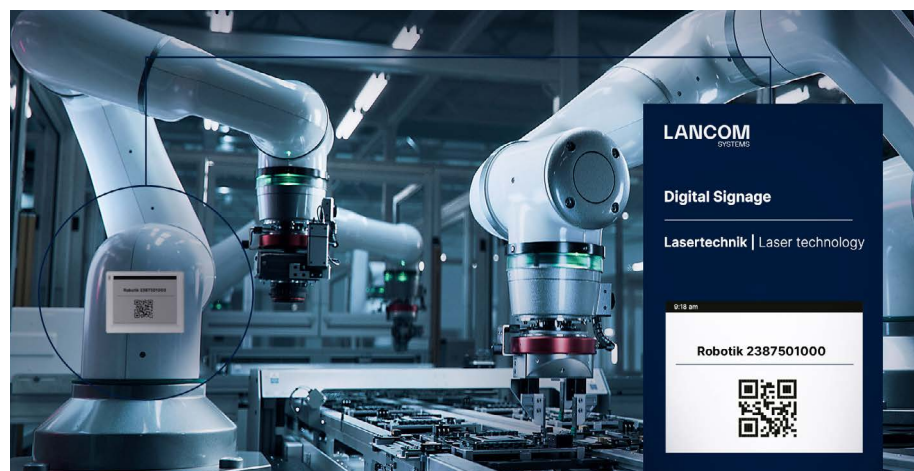 LANCOM
SYSTEMS
Digital Signage
Lasertechnik | Laser technology
9:18 am
Robotik 2387501000
Robotik 2387501000